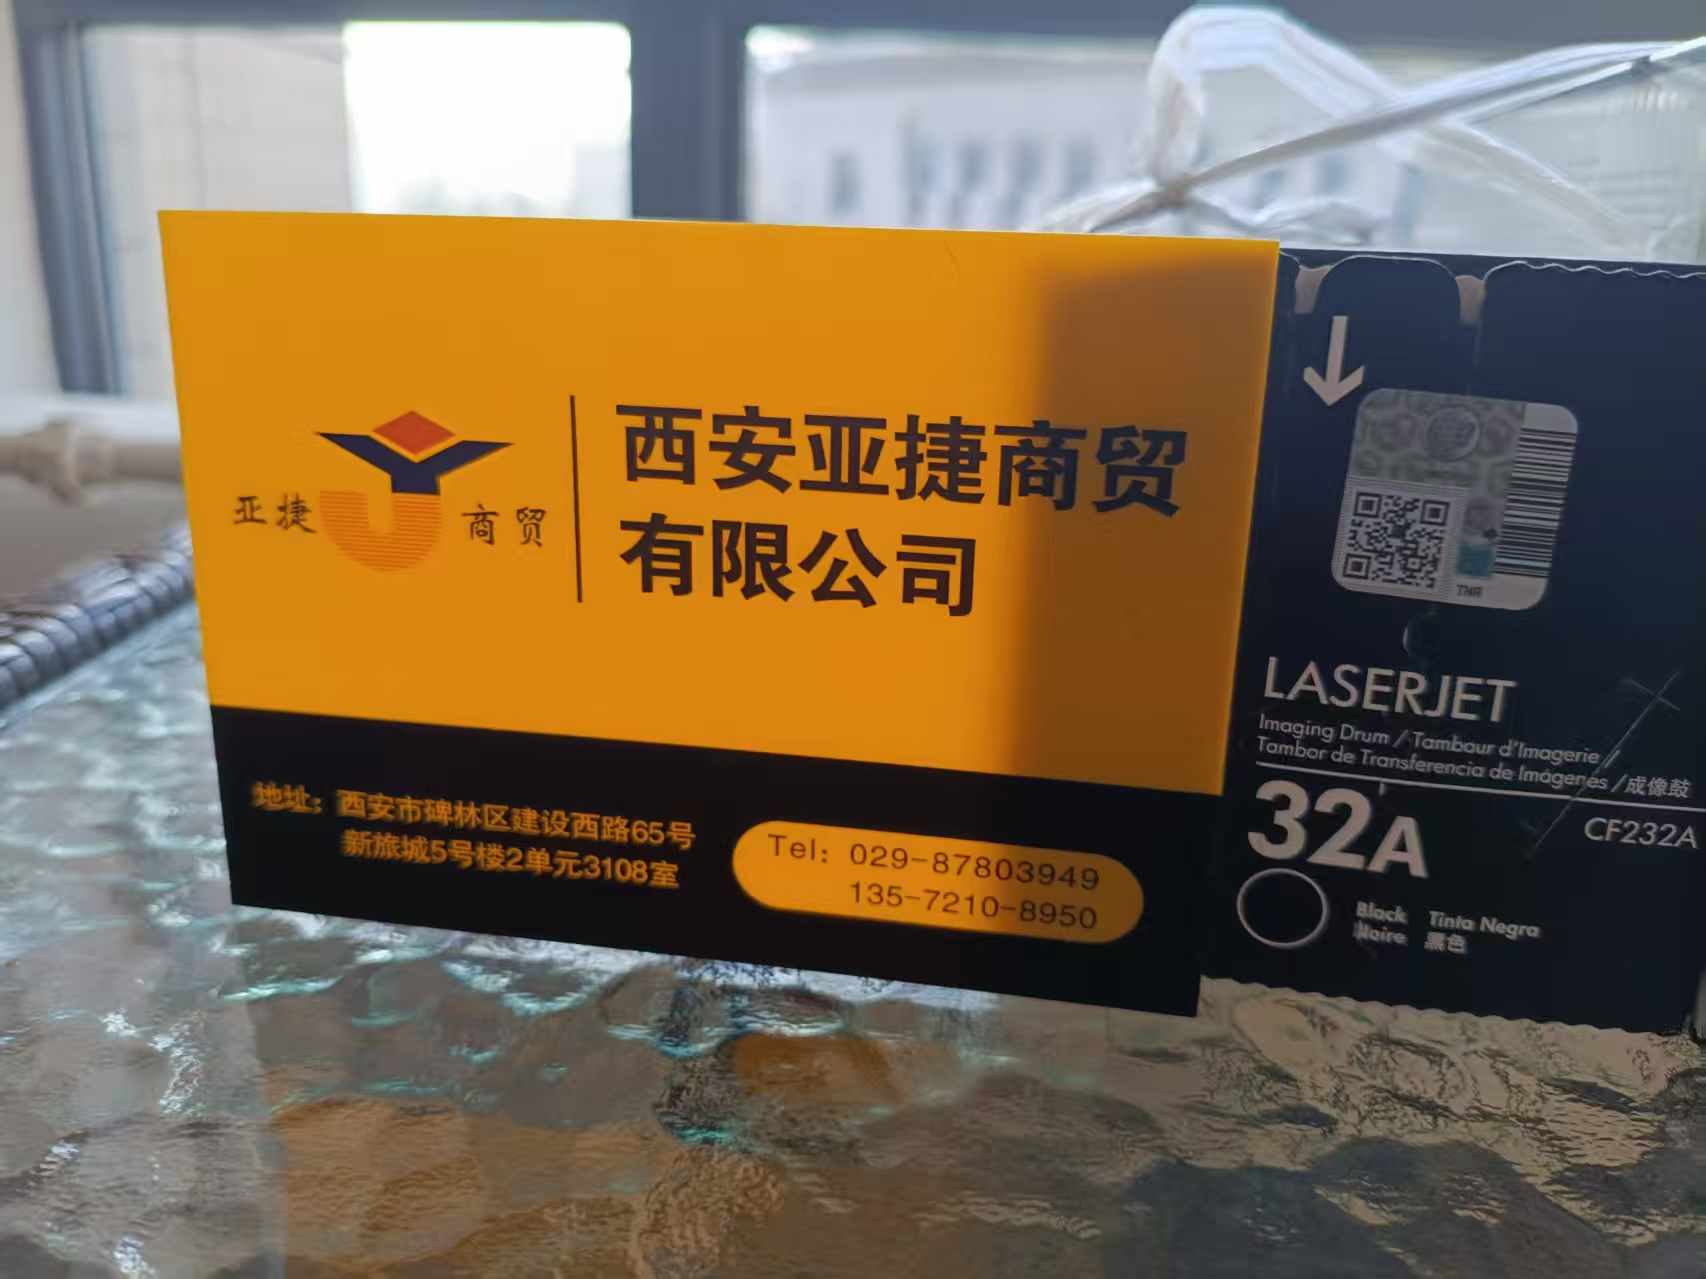 亚捷 商贸
西安亚捷商贸
有限公司
地址：西安市碑林区建设西路65号
新旅城5号楼2单元3108室
Tel：029-87803949
135-7210-8950
TNR
LASERJET
Imaging Drum / Tambour d'Imagerie /
Tambor de Transferencia de Imágenes / 成像鼓
32A
CF232A
Black Tinta Negra
Noire 黑色